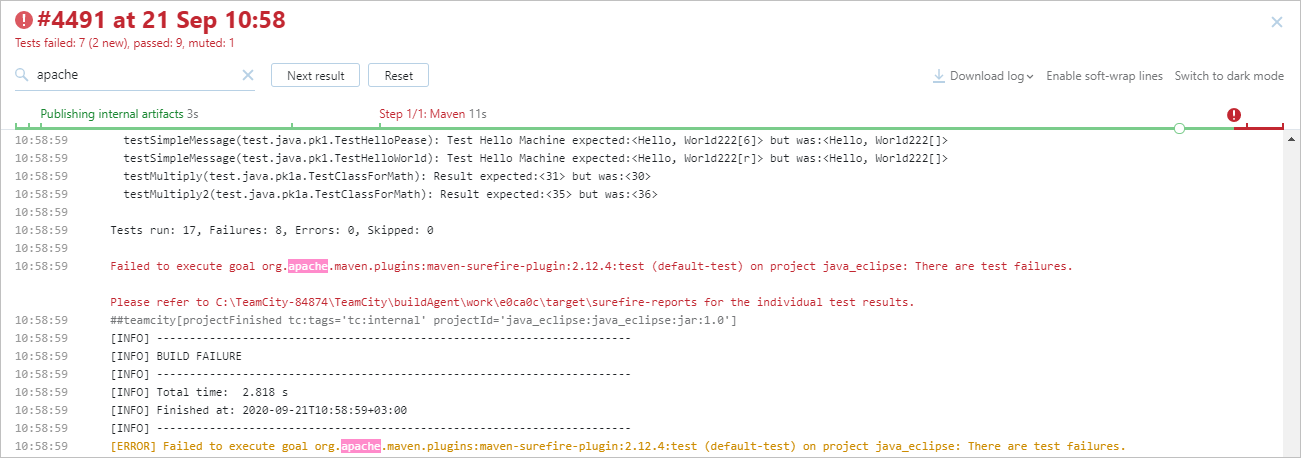 #4491 at 21 Sep 10:58
Tests failed: 7 (2 new), passed: 9, muted: 1
apache Next result Reset Download log Enable soft-wrap lines Switch to dark mode
Publishing internal artifacts 3s Step 1/1: Maven 11s
10:58:59 testSimpleMessage(test.java.pk1.TestHelloPease): Test Hello Machine expected:<Hello, World222[6]> but was:<Hello, World222[]>
10:58:59 testSimpleMessage(test.java.pk1.TestHelloWorld): Test Hello Machine expected:<Hello, World222[r]> but was:<Hello, World222[]>
10:58:59 testMultiply(test.java.pk1a.TestClassForMath): Result expected:<31> but was:<30>
10:58:59 testMultiply2(test.java.pk1a.TestClassForMath): Result expected:<35> but was:<36>
10:58:59
10:58:59 Tests run: 17, Failures: 8, Errors: 0, Skipped: 0
10:58:59
10:58:59 Failed to execute goal org.apache.maven.plugins:maven-surefire-plugin:2.12.4:test (default-test) on project java_eclipse: There are test failures.
Please refer to C:\TeamCity-84874\TeamCity\buildAgent\work\e0ca0c\target\surefire-reports for the individual test results.
10:58:59 ##teamcity[projectFinished tc:tags='tc:internal' projectId='java_eclipse:java_eclipse:jar:1.0']
10:58:59 [INFO] ------------------------------------------------------------------------
10:58:59 [INFO] BUILD FAILURE
10:58:59 [INFO] ------------------------------------------------------------------------
10:58:59 [INFO] Total time:  2.818 s
10:58:59 [INFO] Finished at: 2020-09-21T10:58:59+03:00
10:58:59 [INFO] ------------------------------------------------------------------------
10:58:59 [ERROR] Failed to execute goal org.apache.maven.plugins:maven-surefire-plugin:2.12.4:test (default-test) on project java_eclipse: There are test failures.